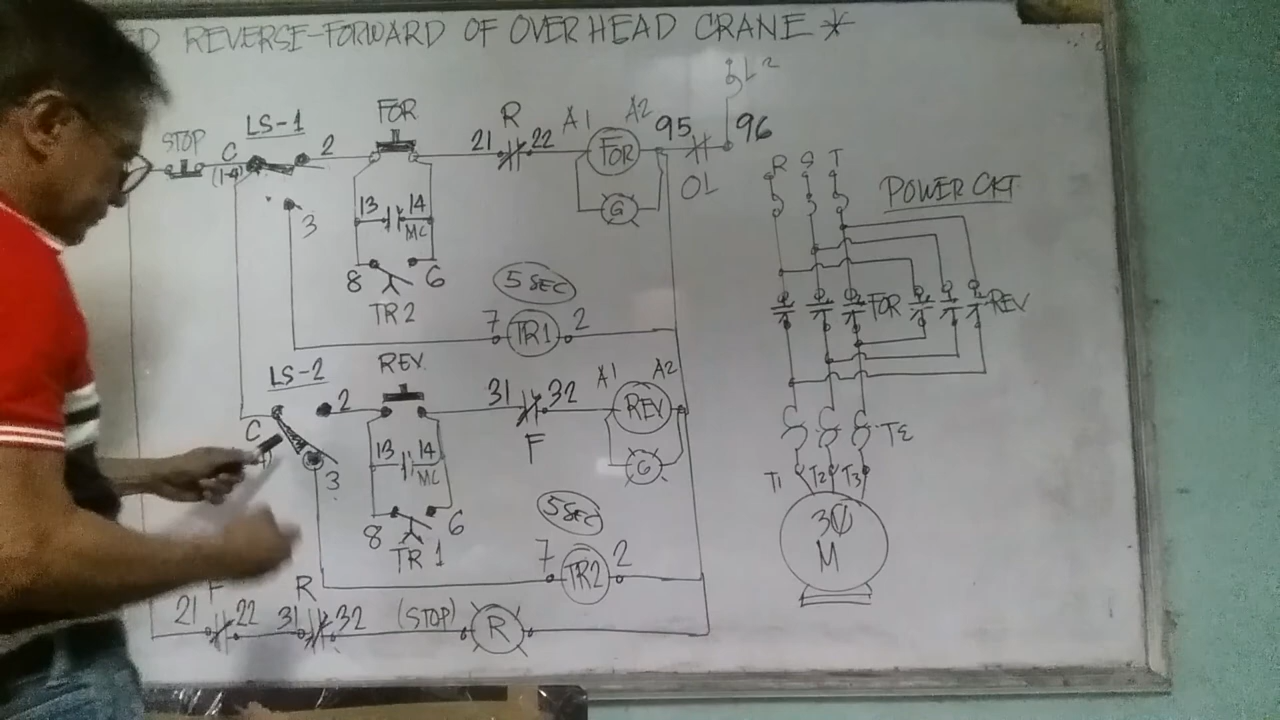 ED REVERSE-FORWARD OF OVERHEAD CRANE *
L2
STOP C LS-1 2 FOR 21 R 22 A1 FOR A2 95 96
(1-4) OL
3 13 14 MC G
8 6
TR2
5 SEC
7 TR1 2
LS-2 2 REV 31 32 A1 REV A2
C F
3 13 14 MC G
8 6
TR1
5 SEC
7 TR2 2
F R
21 22 31 32 (STOP) R
R S T
POWER CKT
FOR REV
T1 T2 T3
3Ø
M